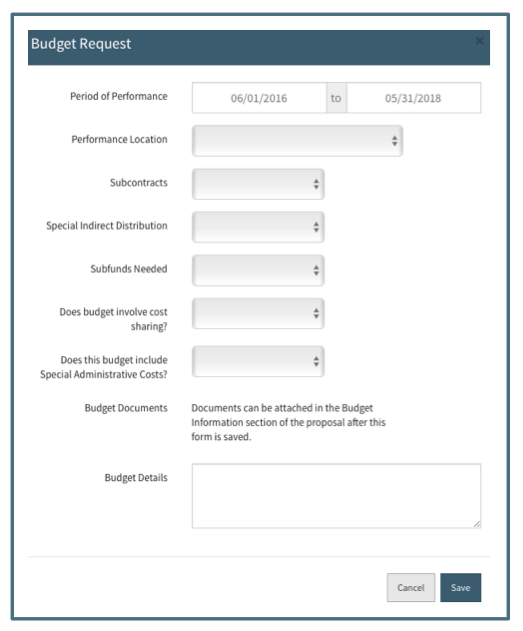 Budget Request ×
Period of Performance 06/01/2016 to 05/31/2018
Performance Location
Subcontracts
Special Indirect Distribution
Subfunds Needed
Does budget involve cost
sharing?
Does this budget include
Special Administrative Costs?
Budget Documents Documents can be attached in the Budget
Information section of the proposal after this
form is saved.
Budget Details
Cancel Save